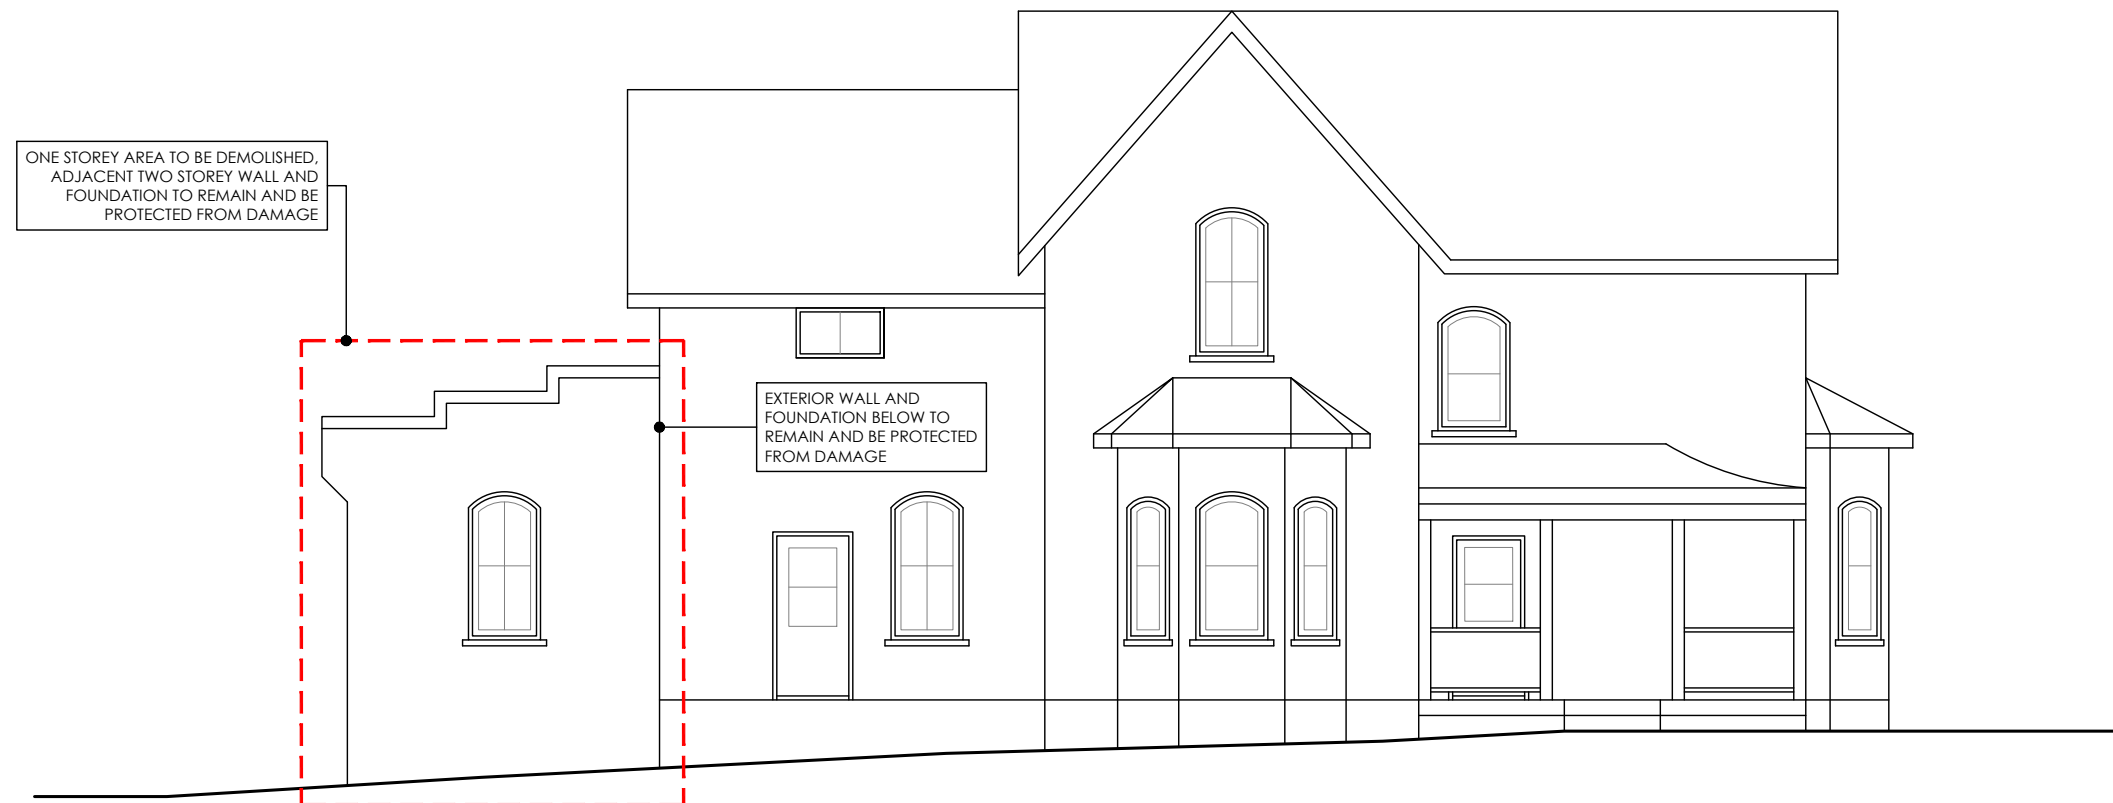 ONE STOREY AREA TO BE DEMOLISHED,
ADJACENT TWO STOREY WALL AND
FOUNDATION TO REMAIN AND BE
PROTECTED FROM DAMAGE
EXTERIOR WALL AND
FOUNDATION BELOW TO
REMAIN AND BE PROTECTED
FROM DAMAGE